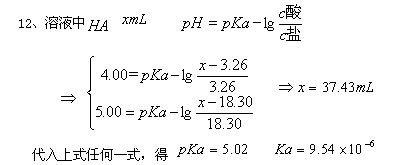 12、溶液中 HA xmL pH = pKa − lg c酸/c盐
⇒ { 4.00 = pKa − lg (x − 3.26)/3.26
5.00 = pKa − lg (x − 18.30)/18.30 ⇒ x = 37.43mL
代入上式任何一式，得 pKa = 5.02 Ka = 9.54×10⁻⁶